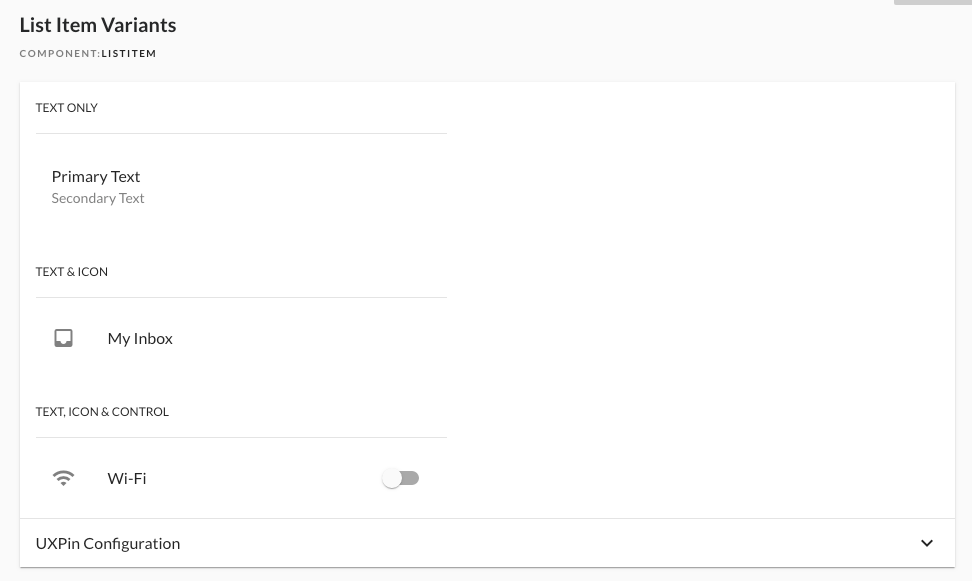 List Item Variants
COMPONENT:LISTITEM
TEXT ONLY
Primary Text
Secondary Text
TEXT & ICON
My Inbox
TEXT, ICON & CONTROL
Wi-Fi
UXPin Configuration